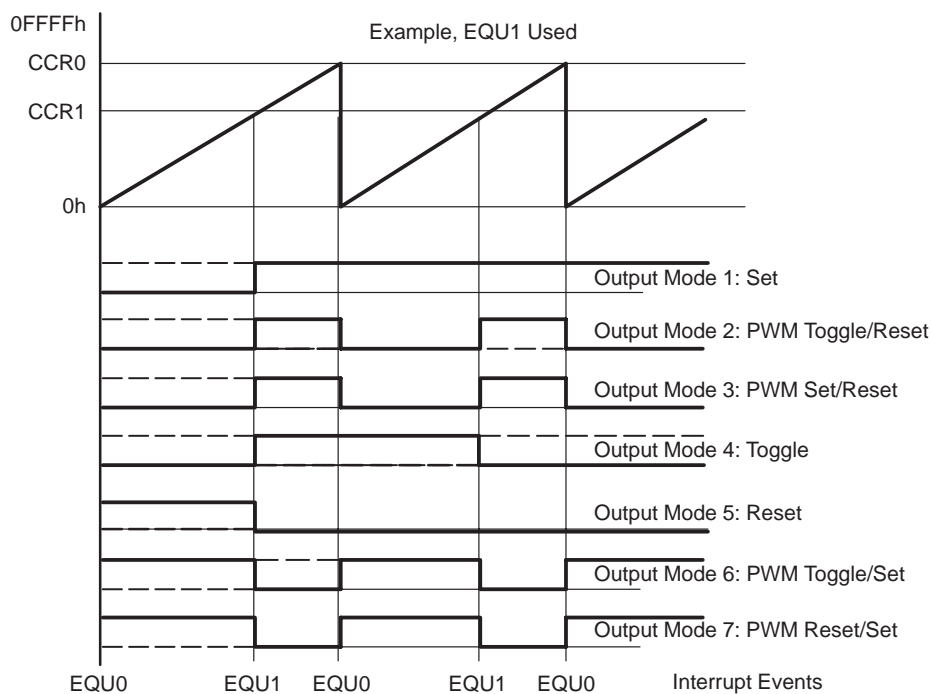 0FFFFh
Example, EQU1 Used
CCR0
CCR1
0h
Output Mode 1: Set
Output Mode 2: PWM Toggle/Reset
Output Mode 3: PWM Set/Reset
Output Mode 4: Toggle
Output Mode 5: Reset
Output Mode 6: PWM Toggle/Set
Output Mode 7: PWM Reset/Set
EQU0 EQU1 EQU0 EQU1 EQU0 Interrupt Events